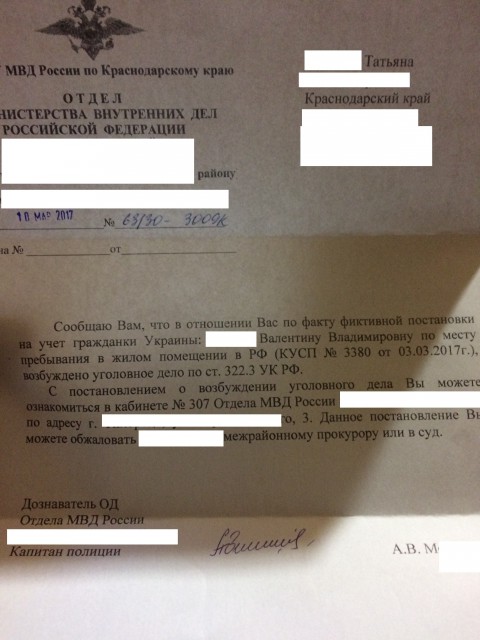 МВД России по Краснодарскому краю
ОТДЕЛ
НИСТЕРСТВА ВНУТРЕННИХ ДЕЛ
РОССИЙСКОЙ ФЕДЕРАЦИИ
району
10 МАР 2017 № 63/30-
на № от
Татьяна
Краснодарский край
Сообщаю Вам, что в отношении Вас по факту фиктивной постановки
на учет гражданки Украины: Валентину Владимировну по месту
пребывания в жилом помещении в РФ (КУСП № 3380 от 03.03.2017г.),
возбуждено уголовное дело по ст. 322.3 УК РФ.
С постановлением о возбуждении уголовного дела Вы можете
ознакомиться в кабинете № 307 Отдела МВД России
по адресу г. о, 3. Данное постановление Вы
можете обжаловать межрайонному прокурору или в суд.
Дознаватель ОД
Отдела МВД России
Капитан полиции
А.В. М